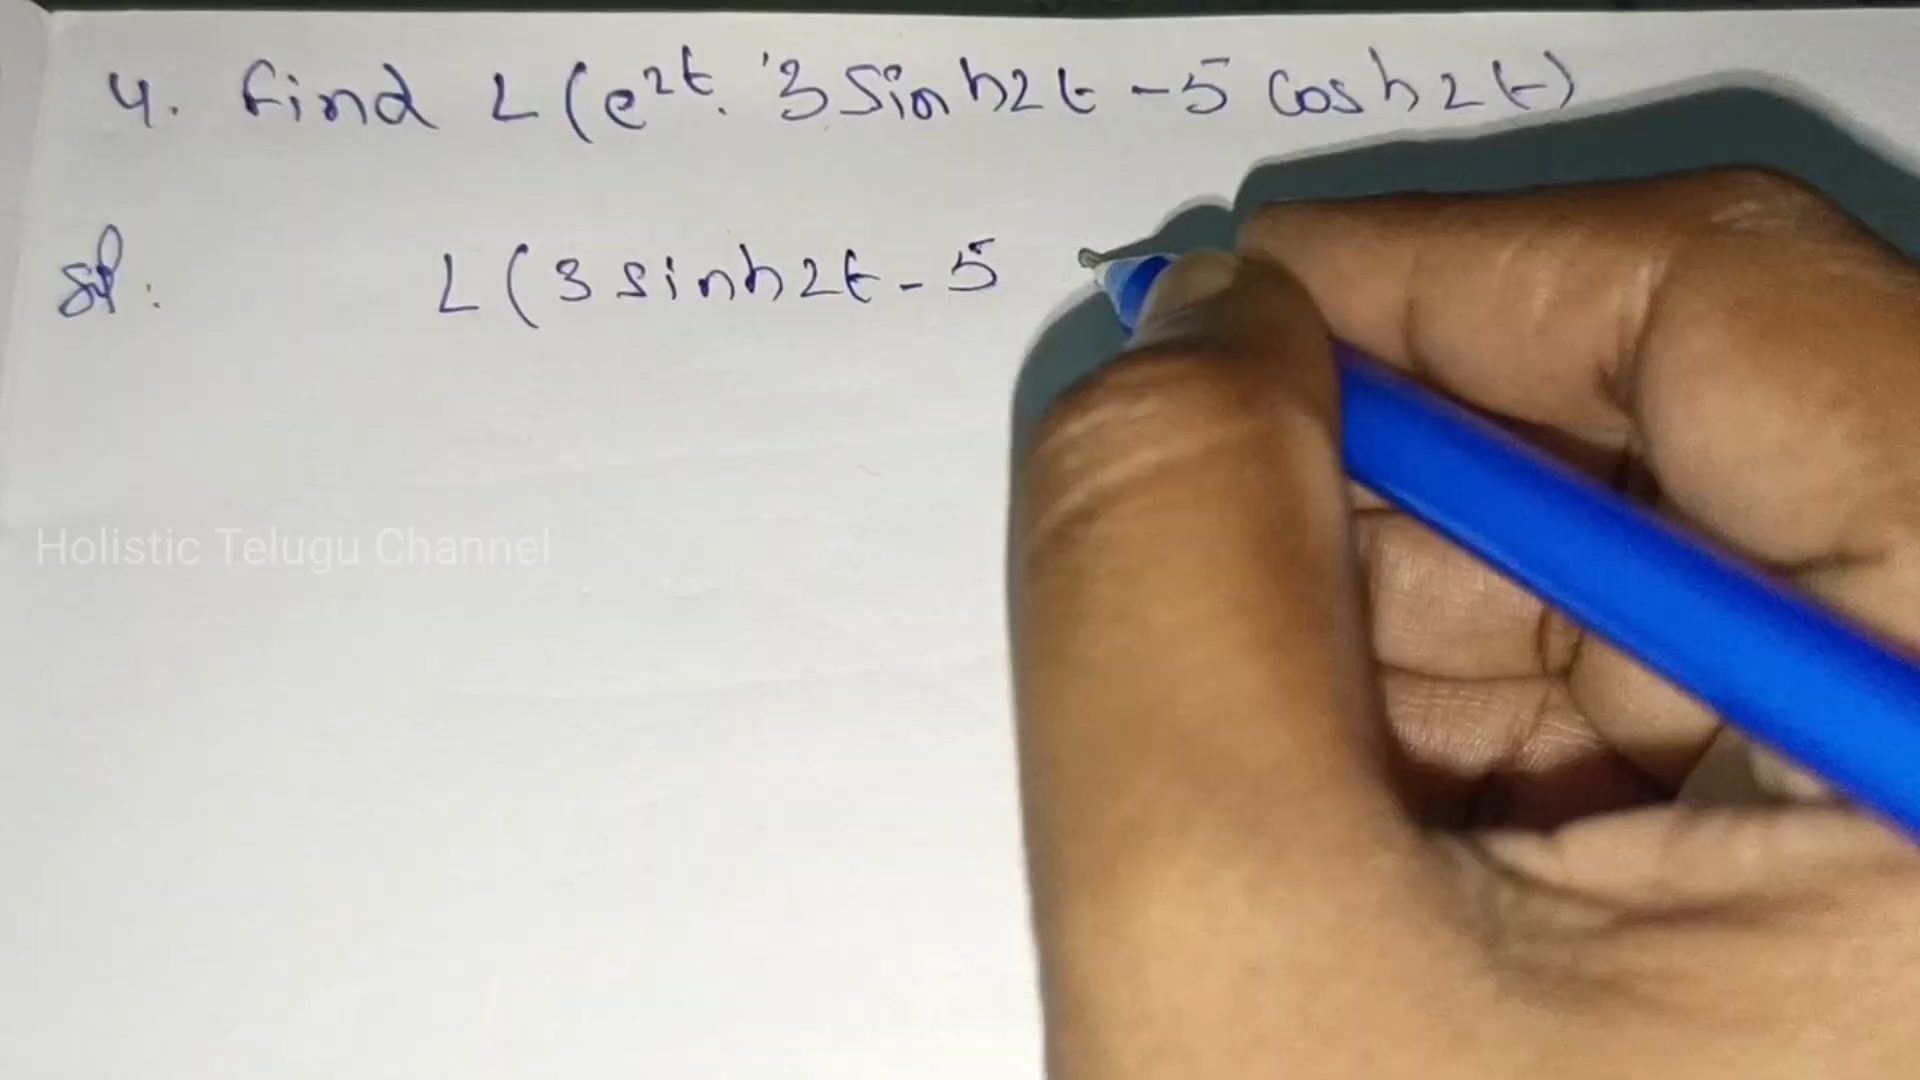 4. Find L(e^2t. 3 Sinh2t - 5 Cosh2t)
Sol: L(3 sinh2t - 5
Holistic Telugu Channel